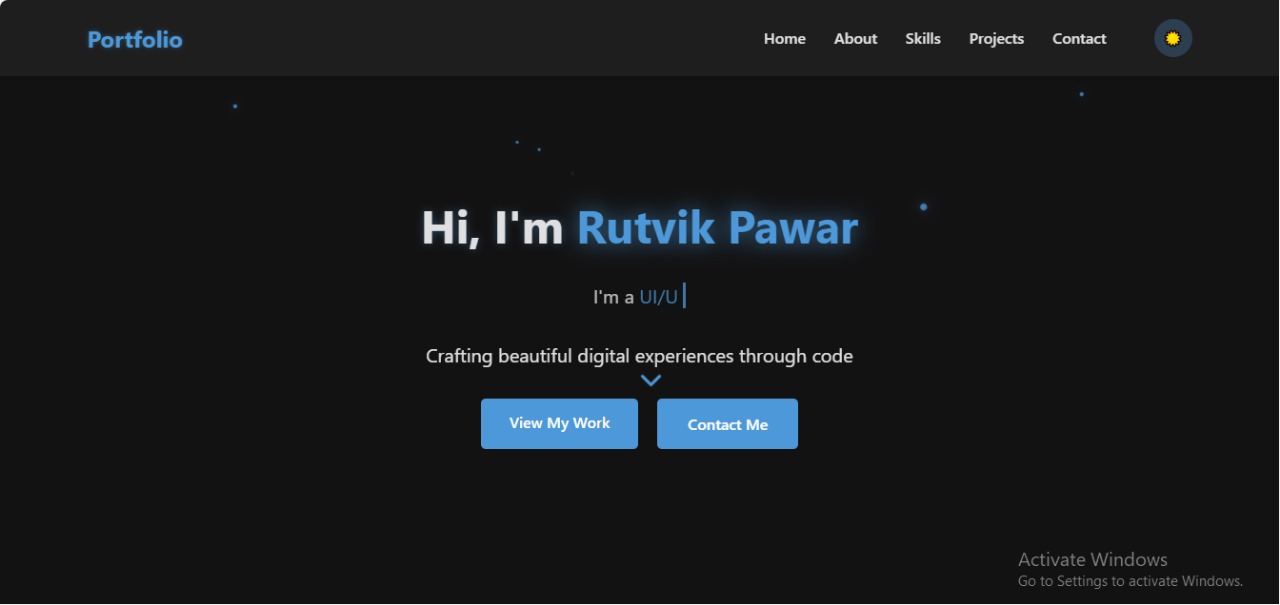 Portfolio
Home About Skills Projects Contact
Hi, I'm Rutvik Pawar
I'm a UI/U
Crafting beautiful digital experiences through code
View My Work Contact Me
Activate Windows
Go to Settings to activate Windows.